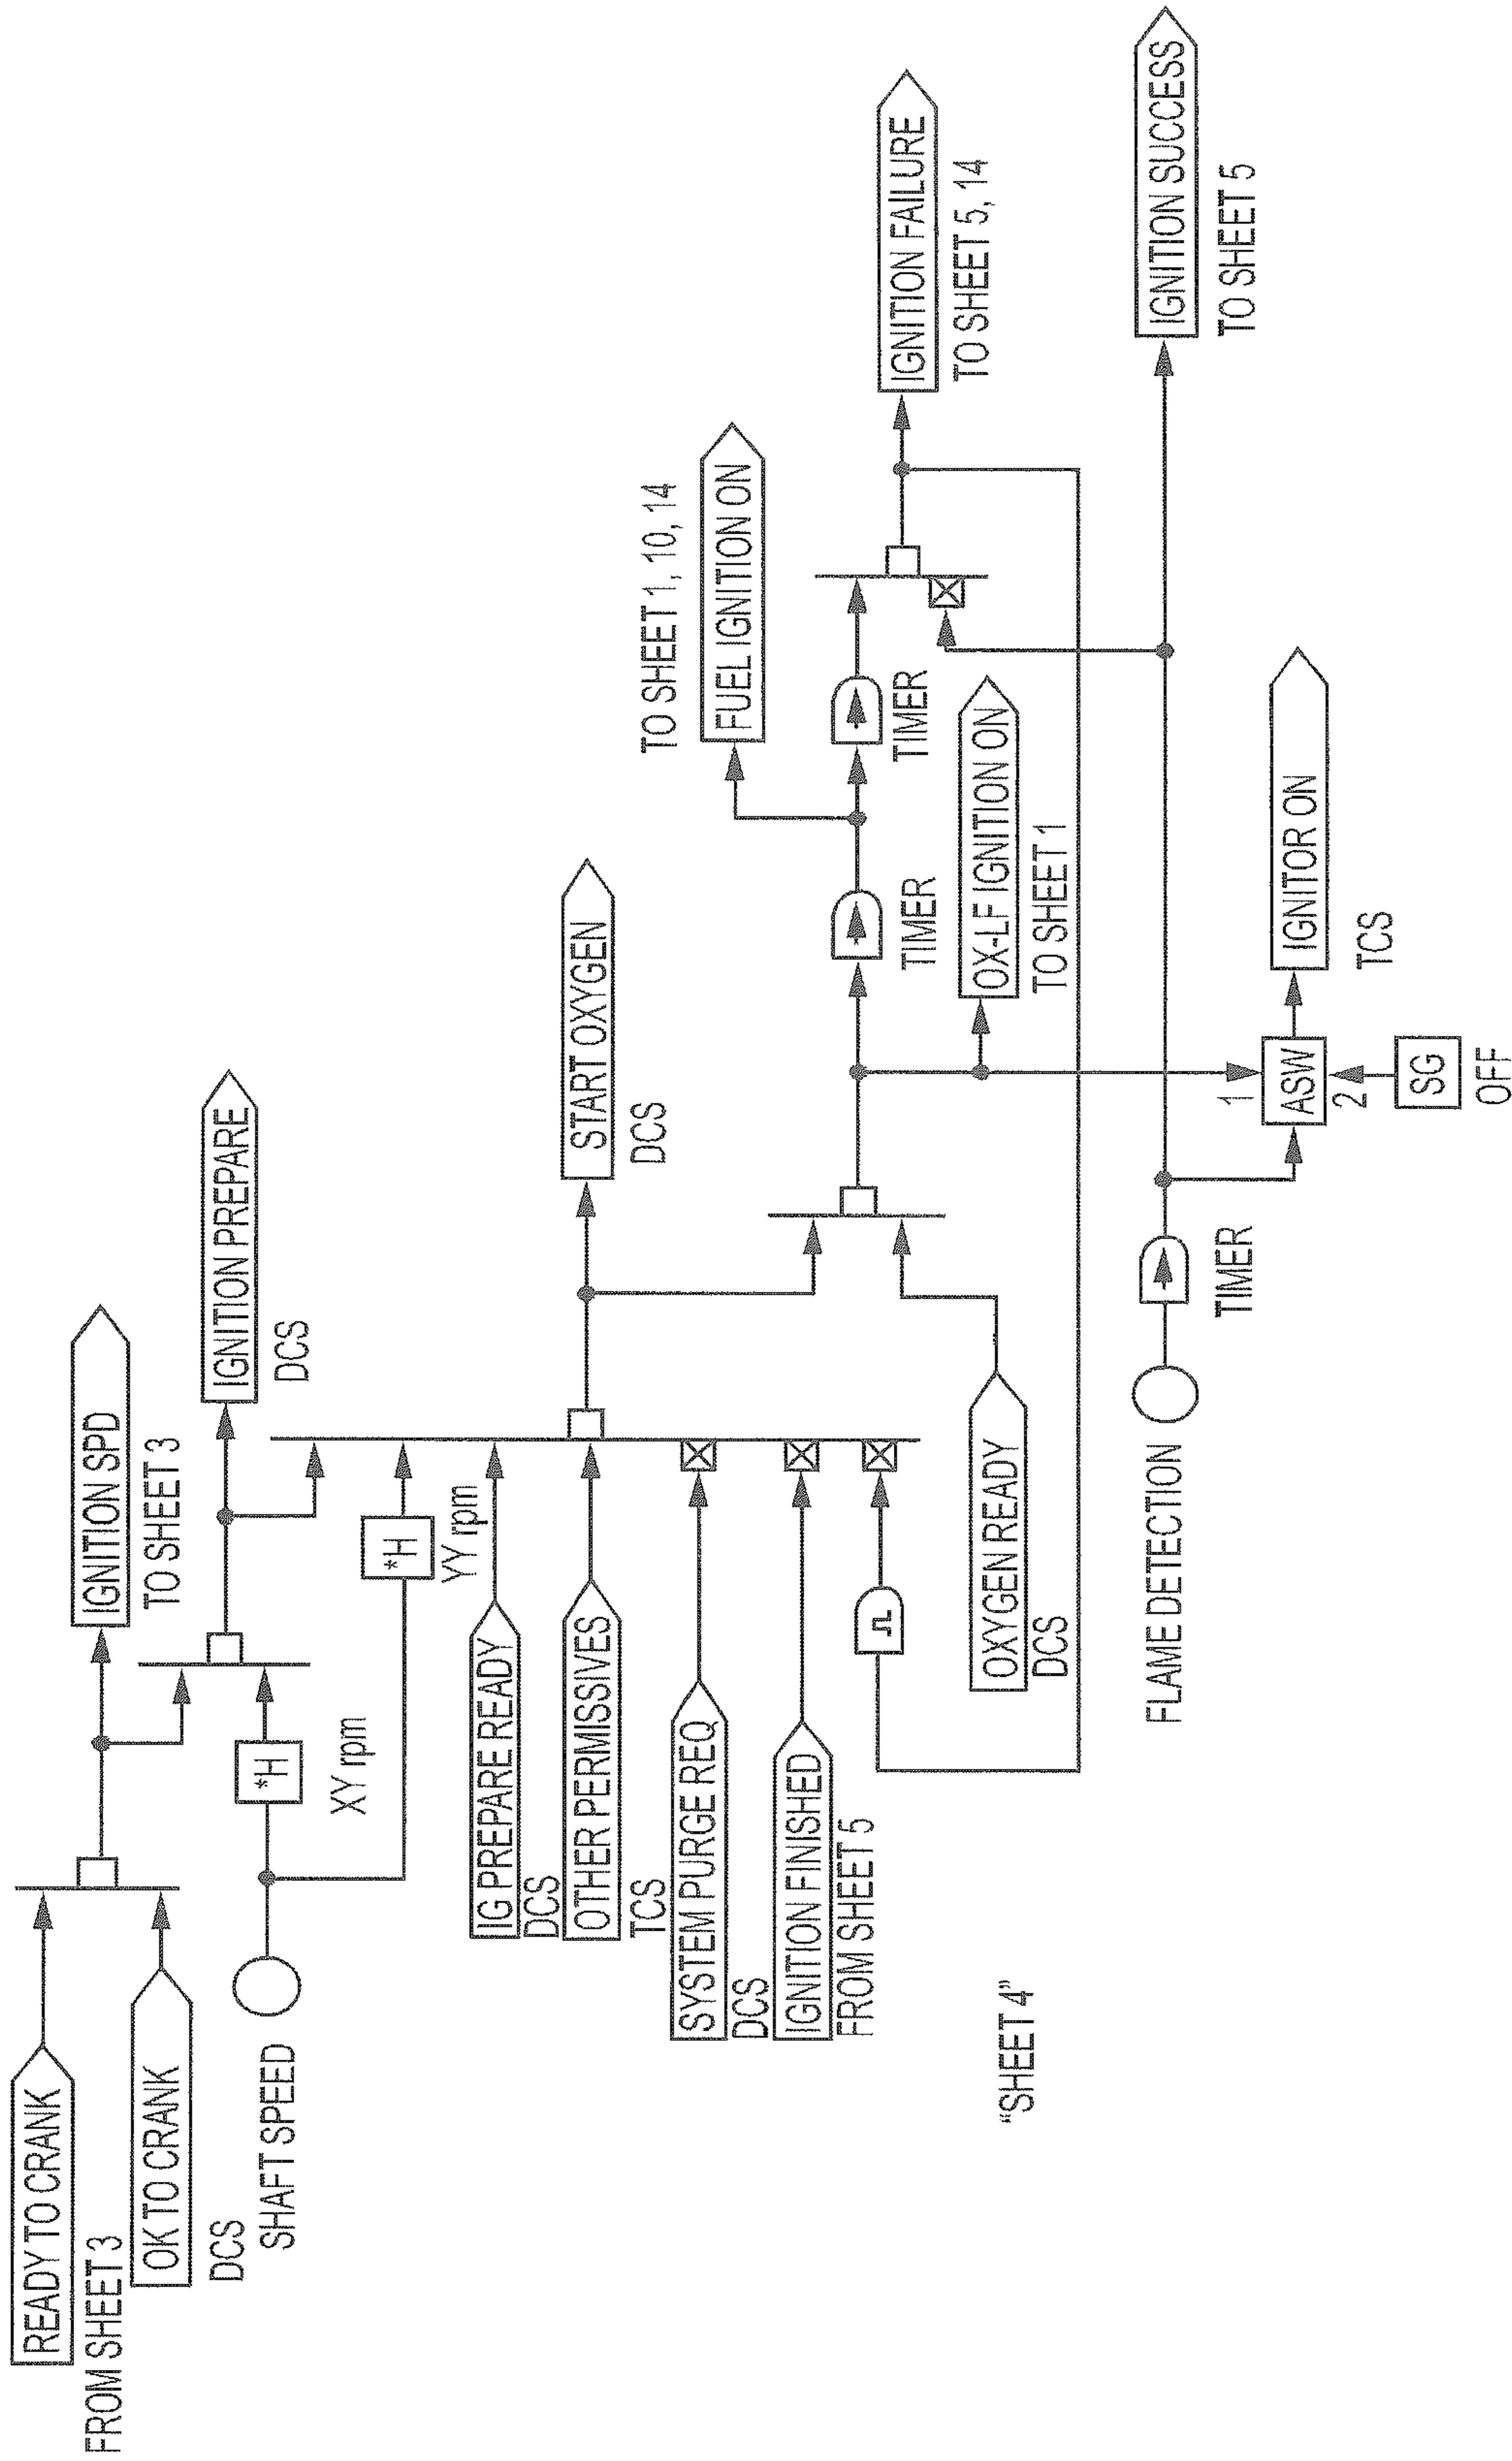 READY TO CRANK
FROM SHEET 3
OK TO CRANK
DCS
IGNITION SPD
TO SHEET 3
SHAFT SPEED
*H
XY rpm
IGNITION PREPARE
DCS
*H
YY rpm
IG PREPARE READY
DCS
OTHER PERMISSIVES
TCS
SYSTEM PURGE REQ
DCS
IGNITION FINISHED
FROM SHEET 5
START OXYGEN
DCS
OXYGEN READY
DCS
TIMER
TO SHEET 1, 10, 14
FUEL IGNITION ON
TIMER
OX-LF IGNITION ON
TO SHEET 1
IGNITION FAILURE
TO SHEET 5, 14
FLAME DETECTION
TIMER
IGNITION SUCCESS
TO SHEET 5
1
ASW
2
SG
OFF
IGNITOR ON
TCS
“SHEET 4”